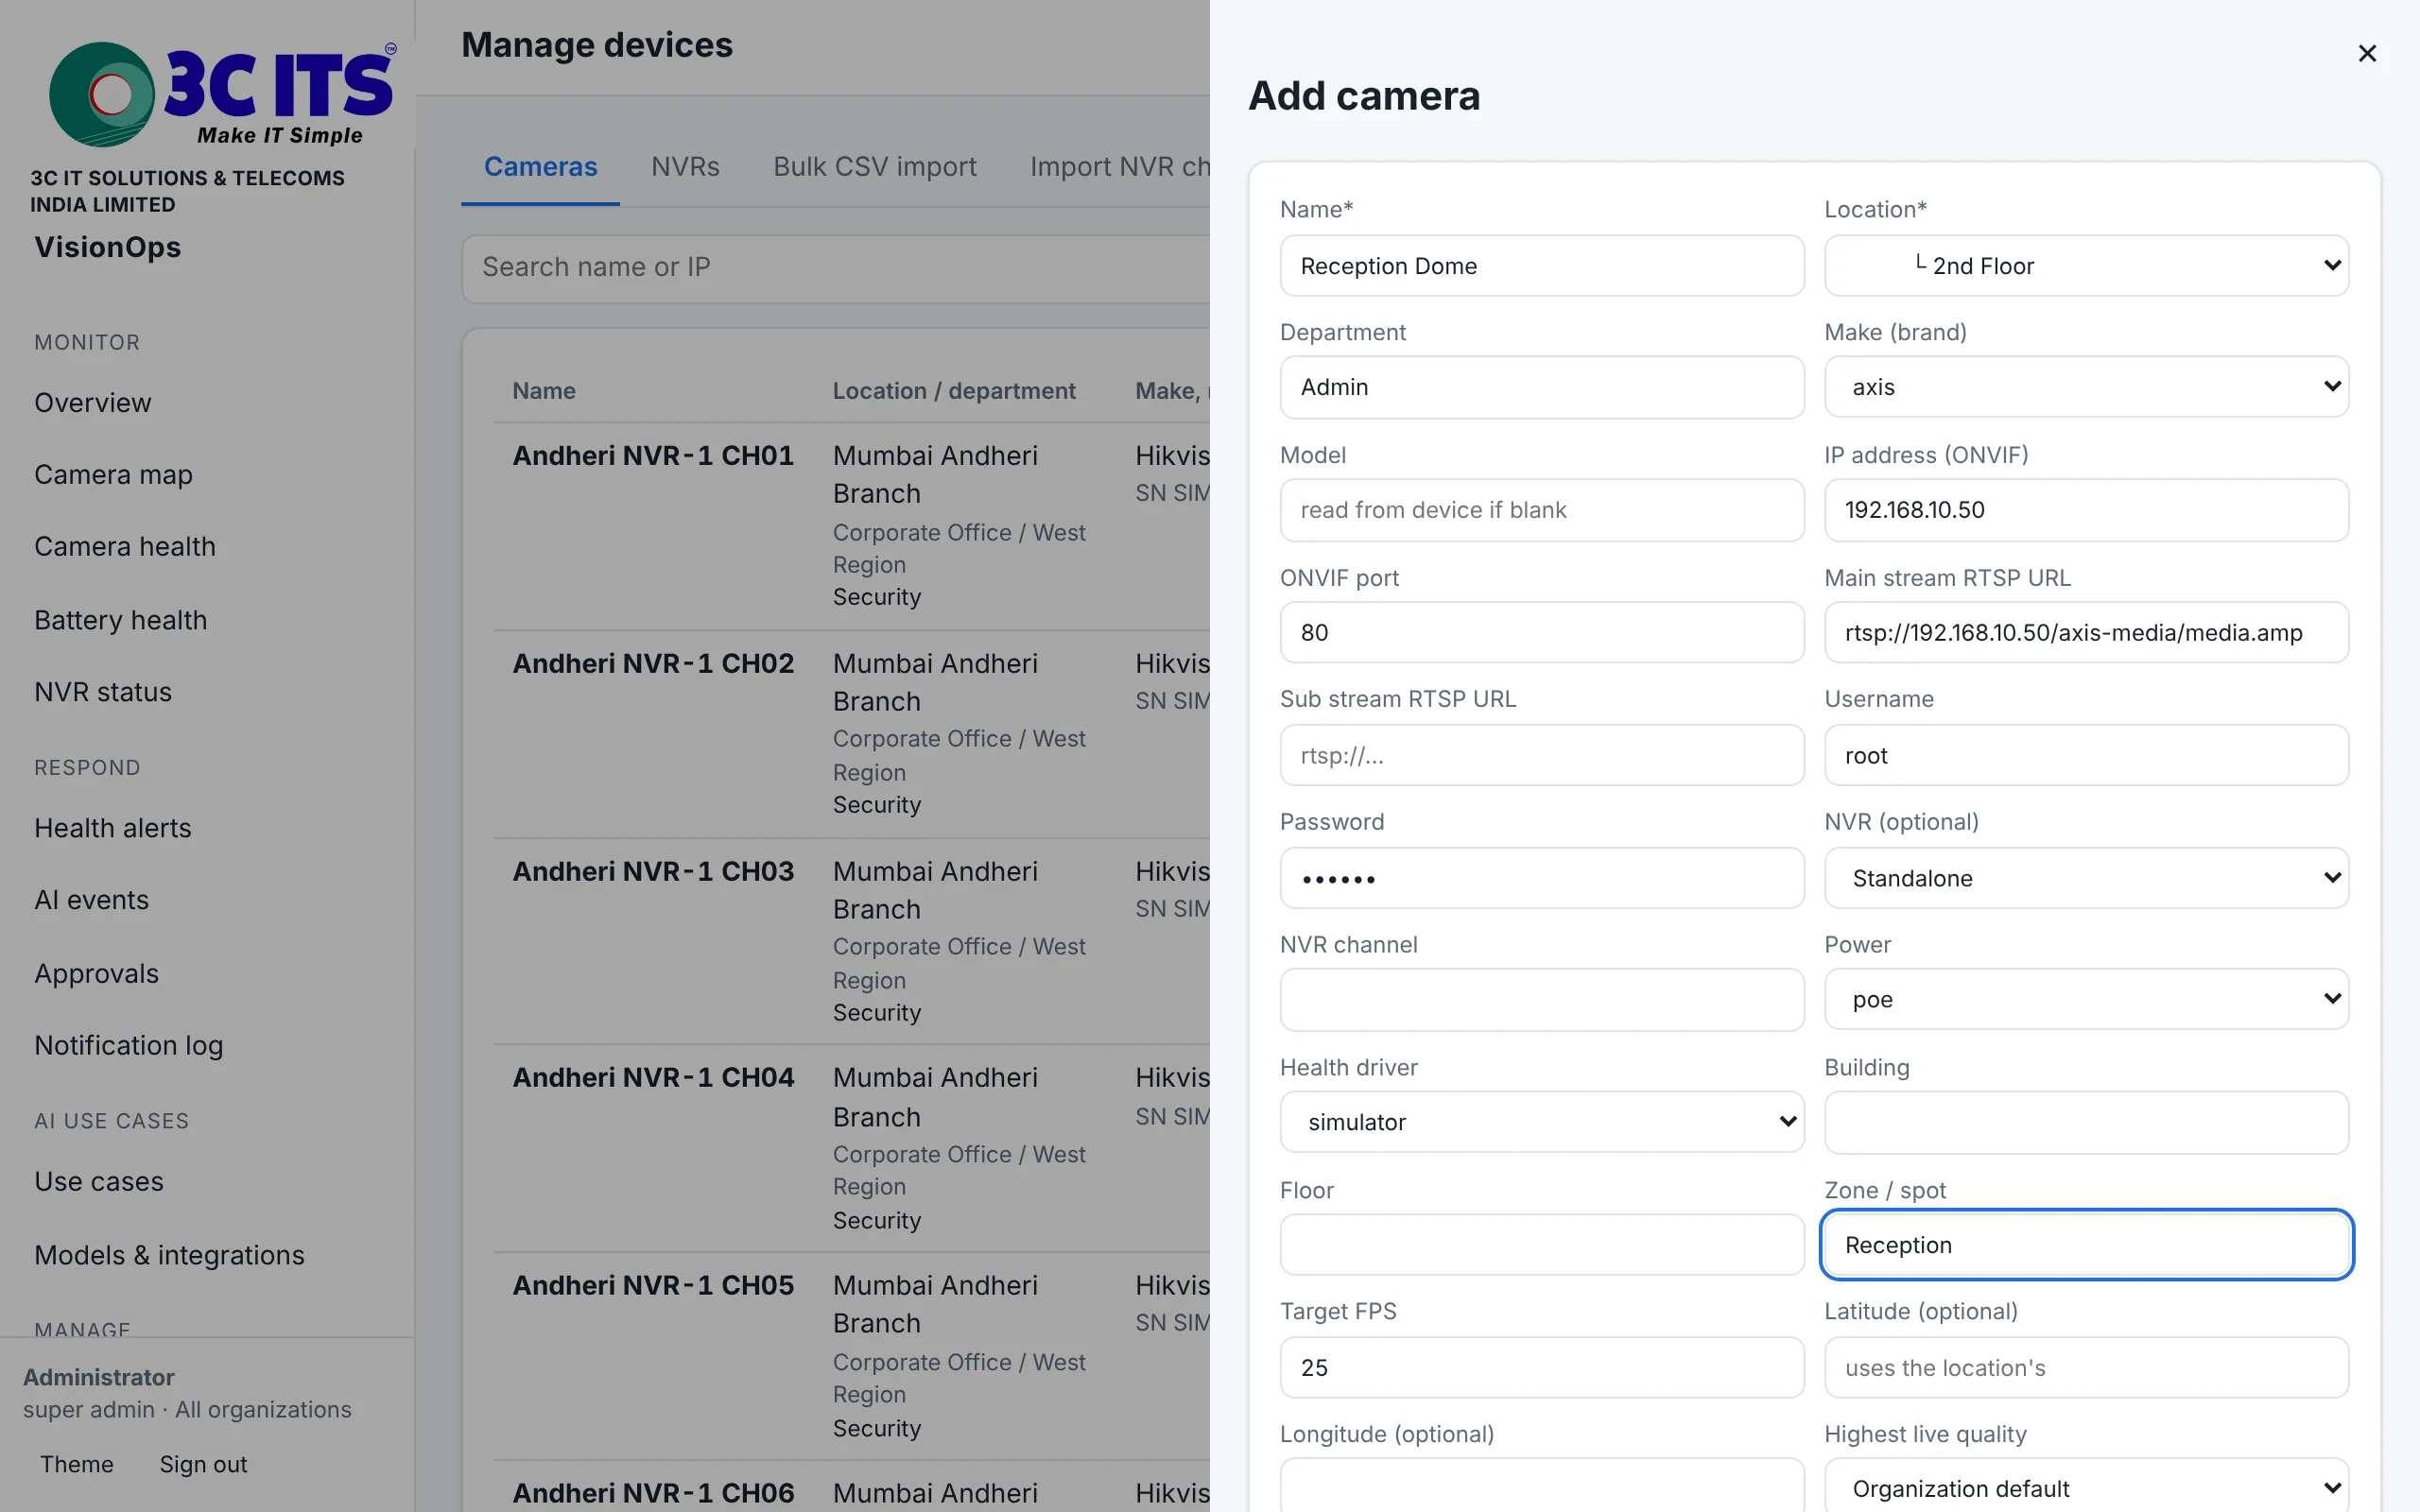 3C ITS
TM
Make IT Simple
3C IT SOLUTIONS & TELECOMS
INDIA LIMITED
VisionOps
MONITOR
Overview
Camera map
Camera health
Battery health
NVR status
RESPOND
Health alerts
AI events
Approvals
Notification log
AI USE CASES
Use cases
Models & integrations
MANAGE
Administrator
super admin · All organizations
Theme Sign out
Manage devices
Cameras NVRs Bulk CSV import Import NVR ch
Search name or IP
Name Location / department Make,
Andheri NVR-1 CH01 Mumbai Andheri Hikvis
Branch SN SIM
Corporate Office / West
Region
Security
Andheri NVR-1 CH02 Mumbai Andheri Hikvis
Branch SN SIM
Corporate Office / West
Region
Security
Andheri NVR-1 CH03 Mumbai Andheri Hikvis
Branch SN SIM
Corporate Office / West
Region
Security
Andheri NVR-1 CH04 Mumbai Andheri Hikvis
Branch SN SIM
Corporate Office / West
Region
Security
Andheri NVR-1 CH05 Mumbai Andheri Hikvis
Branch SN SIM
Corporate Office / West
Region
Security
Andheri NVR-1 CH06 Mumbai Andheri Hikvis
Add camera
Name* Location*
Reception Dome └ 2nd Floor
Department Make (brand)
Admin axis
Model IP address (ONVIF)
read from device if blank 192.168.10.50
ONVIF port Main stream RTSP URL
80 rtsp://192.168.10.50/axis-media/media.amp
Sub stream RTSP URL Username
rtsp://... root
Password NVR (optional)
•••••• Standalone
NVR channel Power
poe
Health driver Building
simulator
Floor Zone / spot
Reception
Target FPS Latitude (optional)
25 uses the location's
Longitude (optional) Highest live quality
Organization default